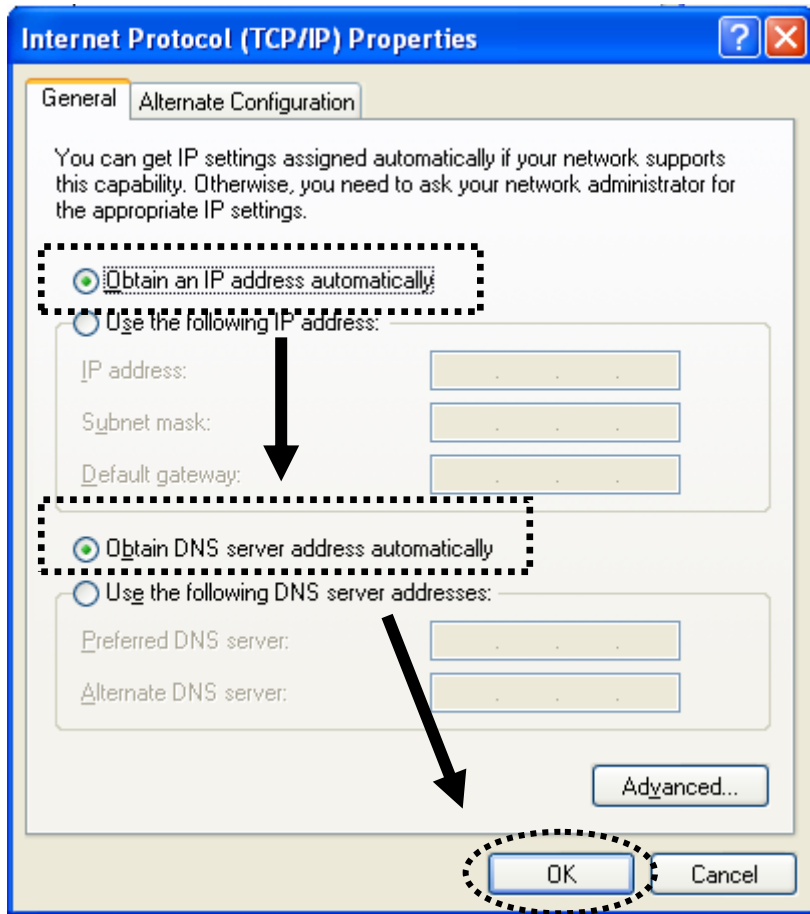 Internet Protocol (TCP/IP) Properties
?
General
Alternate Configuration
You can get IP settings assigned automatically if your network supports
this capability. Otherwise, you need to ask your network administrator for
the appropriate IP settings.
Obtain an IP address automatically
Use the following IP address:
IP address:
Subnet mask:
Default gateway:
Obtain DNS server address automatically
Use the following DNS server addresses:
Preferred DNS server:
Alternate DNS server:
Advanced...
OK
Cancel